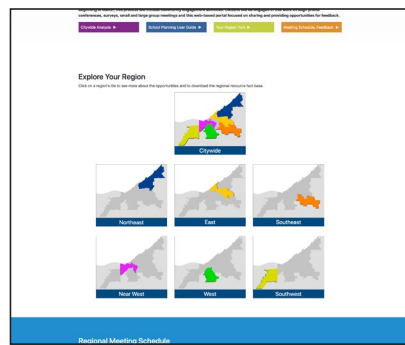 conferences, surveys, small and large group meetings and this web-based portal focused on sharing and providing opportunities for feedback.
Citywide Analysis ►
School Planning User Guide ►
Your Region Tool ►
Meeting Schedule, Feedback ►
Explore Your Region
Click on a region's tile to see more about the opportunities and to download the regional resource fact base.
Citywide
Northeast
East
Southeast
Near West
West
Southwest
Regional Meeting Schedule